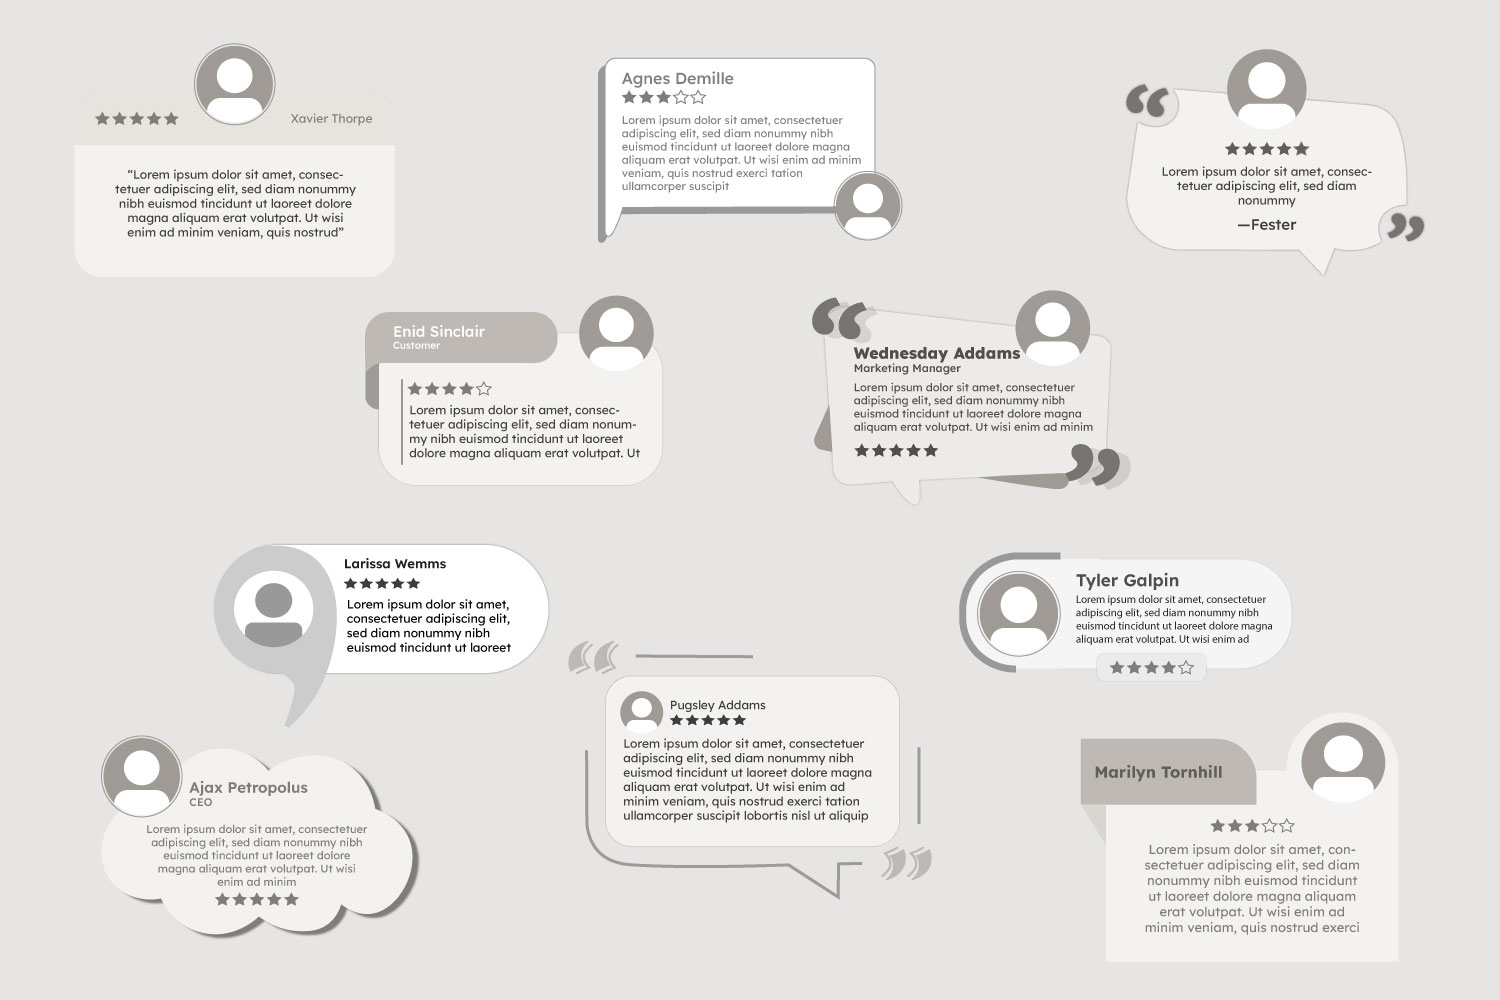 Xavier Thorpe
“Lorem ipsum dolor sit amet, consec-
tetuer adipiscing elit, sed diam nonummy
nibh euismod tincidunt ut laoreet dolore
magna aliquam erat volutpat. Ut wisi
enim ad minim veniam, quis nostrud”
Agnes Demille
Lorem ipsum dolor sit amet, consectetuer
adipiscing elit, sed diam nonummy nibh
euismod tincidunt ut laoreet dolore magna
aliquam erat volutpat. Ut wisi enim ad minim
veniam, quis nostrud exerci tation
ullamcorper suscipit
“
Lorem ipsum dolor sit amet, consec-
tetuer adipiscing elit, sed diam
nonummy
—Fester
”
Enid Sinclair
Customer
Lorem ipsum dolor sit amet, consec-
tetuer adipiscing elit, sed diam nonum-
my nibh euismod tincidunt ut laoreet
dolore magna aliquam erat volutpat. Ut
“
Wednesday Addams
Marketing Manager
Lorem ipsum dolor sit amet, consectetuer
adipiscing elit, sed diam nonummy nibh
euismod tincidunt ut laoreet dolore magna
aliquam erat volutpat. Ut wisi enim ad minim
”
Larissa Wemms
Lorem ipsum dolor sit amet,
consectetuer adipiscing elit,
sed diam nonummy nibh
euismod tincidunt ut laoreet
Tyler Galpin
Lorem ipsum dolor sit amet, consectetuer
adipiscing elit, sed diam nonummy nibh
euismod tincidunt ut laoreet dolore magna
aliquam erat volutpat. Ut wisi enim ad
“
Pugsley Addams
Lorem ipsum dolor sit amet, consectetuer
adipiscing elit, sed diam nonummy nibh
euismod tincidunt ut laoreet dolore magna
aliquam erat volutpat. Ut wisi enim ad
minim veniam, quis nostrud exerci tation
ullamcorper suscipit lobortis nisl ut aliquip
”
Ajax Petropolus
CEO
Lorem ipsum dolor sit amet, consectetuer
adipiscing elit, sed diam nonummy nibh
euismod tincidunt ut laoreet dolore
magna aliquam erat volutpat. Ut wisi
enim ad minim
Marilyn Tornhill
Lorem ipsum dolor sit amet, con-
sectetuer adipiscing elit, sed diam
nonummy nibh euismod tincidunt
ut laoreet dolore magna aliquam
erat volutpat. Ut wisi enim ad
minim veniam, quis nostrud exerci